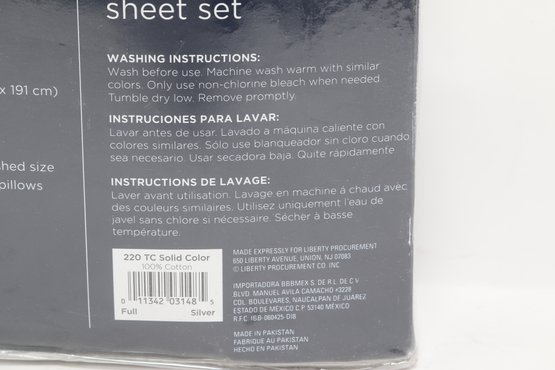 sheet set
WASHING INSTRUCTIONS:
Wash before use. Machine wash warm with similar
colors. Only use non-chlorine bleach when needed.
Tumble dry low. Remove promptly.
x 191 cm)
INSTRUCIONES PARA LAVAR:
Lavar antes de usar. Lavado a máquina caliente con
colores similares. Sólo use blanqueador sin cloro cuando
sea necesario. Usar secadora baja. Quite rápidamente
shed size
pillows
INSTRUCTIONS DE LAVAGE:
Laver avant utilisation. Lavage en machine á chaud avec
des couleurs similaires. Utilisez uniquement l'eau de
javel sans chlore si nécessaire. Sécher à basse
température.
220 TC Solid Color
100% Cotton
0 11342 03148 5
Full Silver
MADE EXPRESSLY FOR LIBERTY PROCUREMENT
650 LIBERTY AVENUE, UNION, NJ 07083
© LIBERTY PROCUREMENT CO. INC
IMPORTADORA BBBMEX S. DE R.L. DE C V
BLVD. MANUEL AVILA CAMACHO #3228
COL. BOULEVARES, NAUCALPAN DE JUAREZ
ESTADO DE MÉXICO C.P. 53140 MÉXICO
R.F.C. IBB-060425-DI8
MADE IN PAKISTAN
FABRIQUE AU PAKISTAN
HECHO EN PAKISTÁN